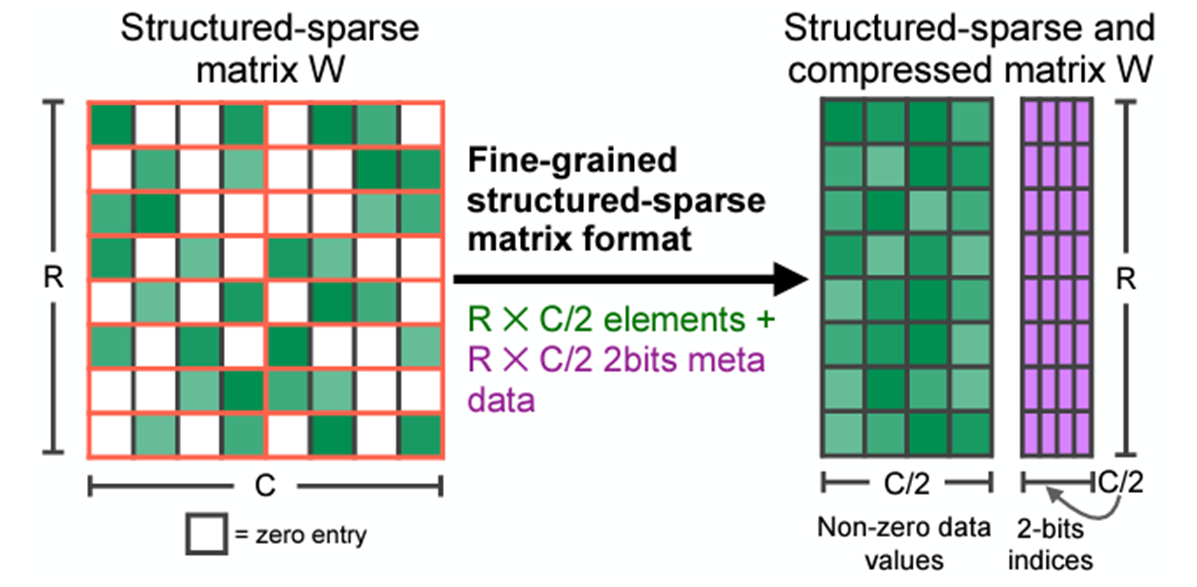 Structured-sparse
matrix W
Structured-sparse and
compressed matrix W
R
Fine-grained
structured-sparse
matrix format
R × C/2 elements +
R × C/2 2bits meta
data
R
C
= zero entry
C/2
C/2
Non-zero data
values
2-bits
indices